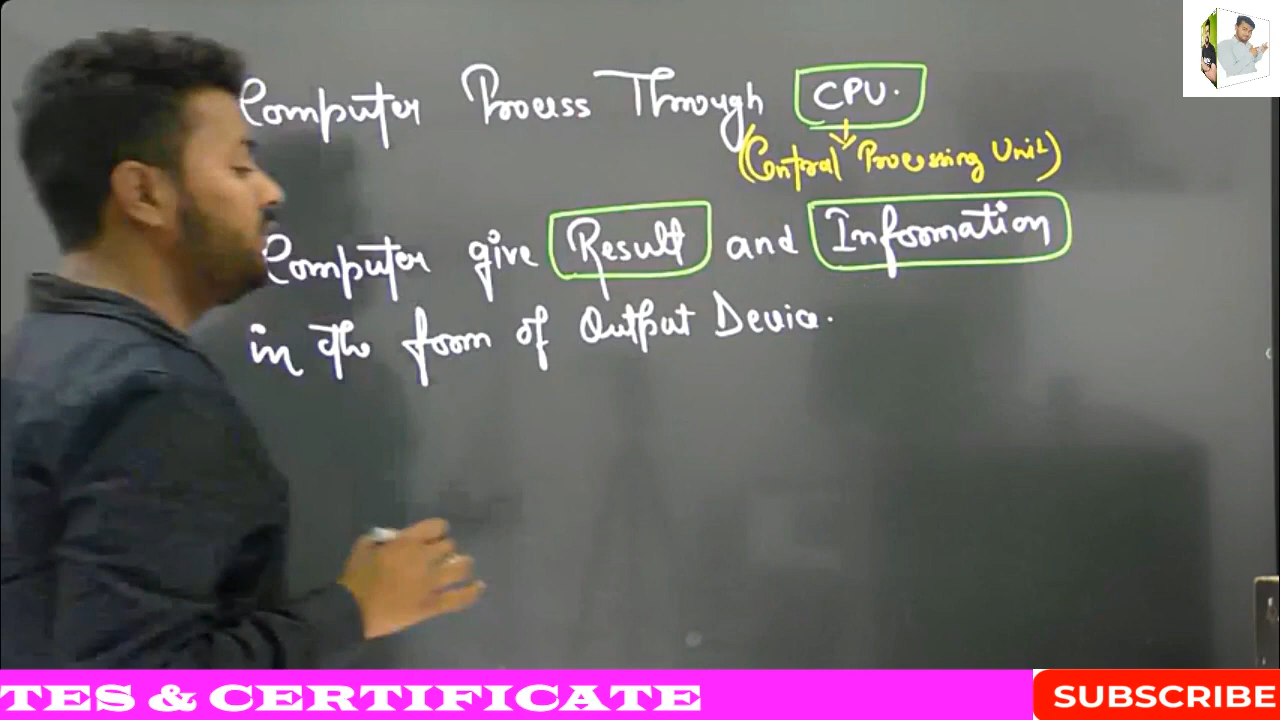 Computer Process Through CPU.
(Central Processing Unit)
Computer give Result and Information
in the form of Output Device.
TES & CERTIFICATE
SUBSCRIBE